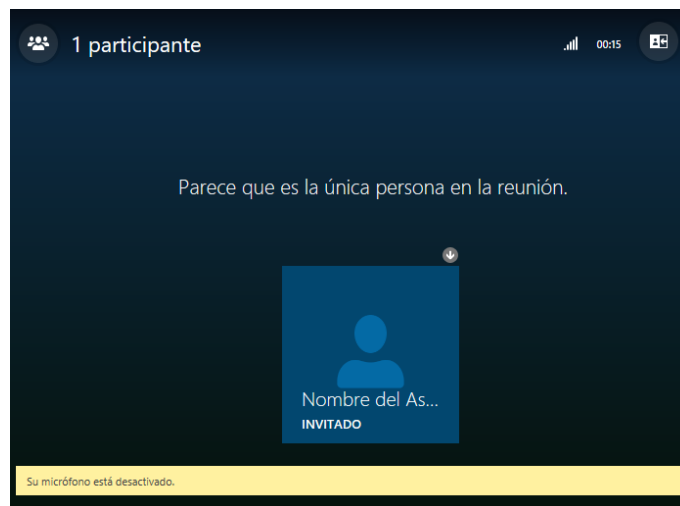 1 participante
00:15
Parece que es la única persona en la reunión.
Nombre del As...
INVITADO
Su micrófono está desactivado.